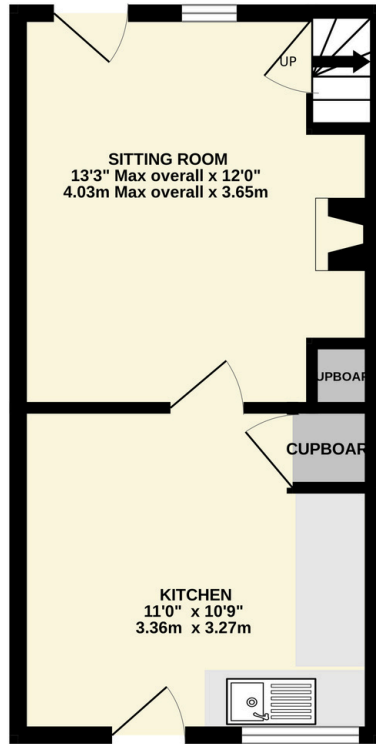 UP
SITTING ROOM
13'3" Max overall x 12'0"
4.03m Max overall x 3.65m
UPBOAR
CUPBOAR
KITCHEN
11'0" x 10'9"
3.36m x 3.27m